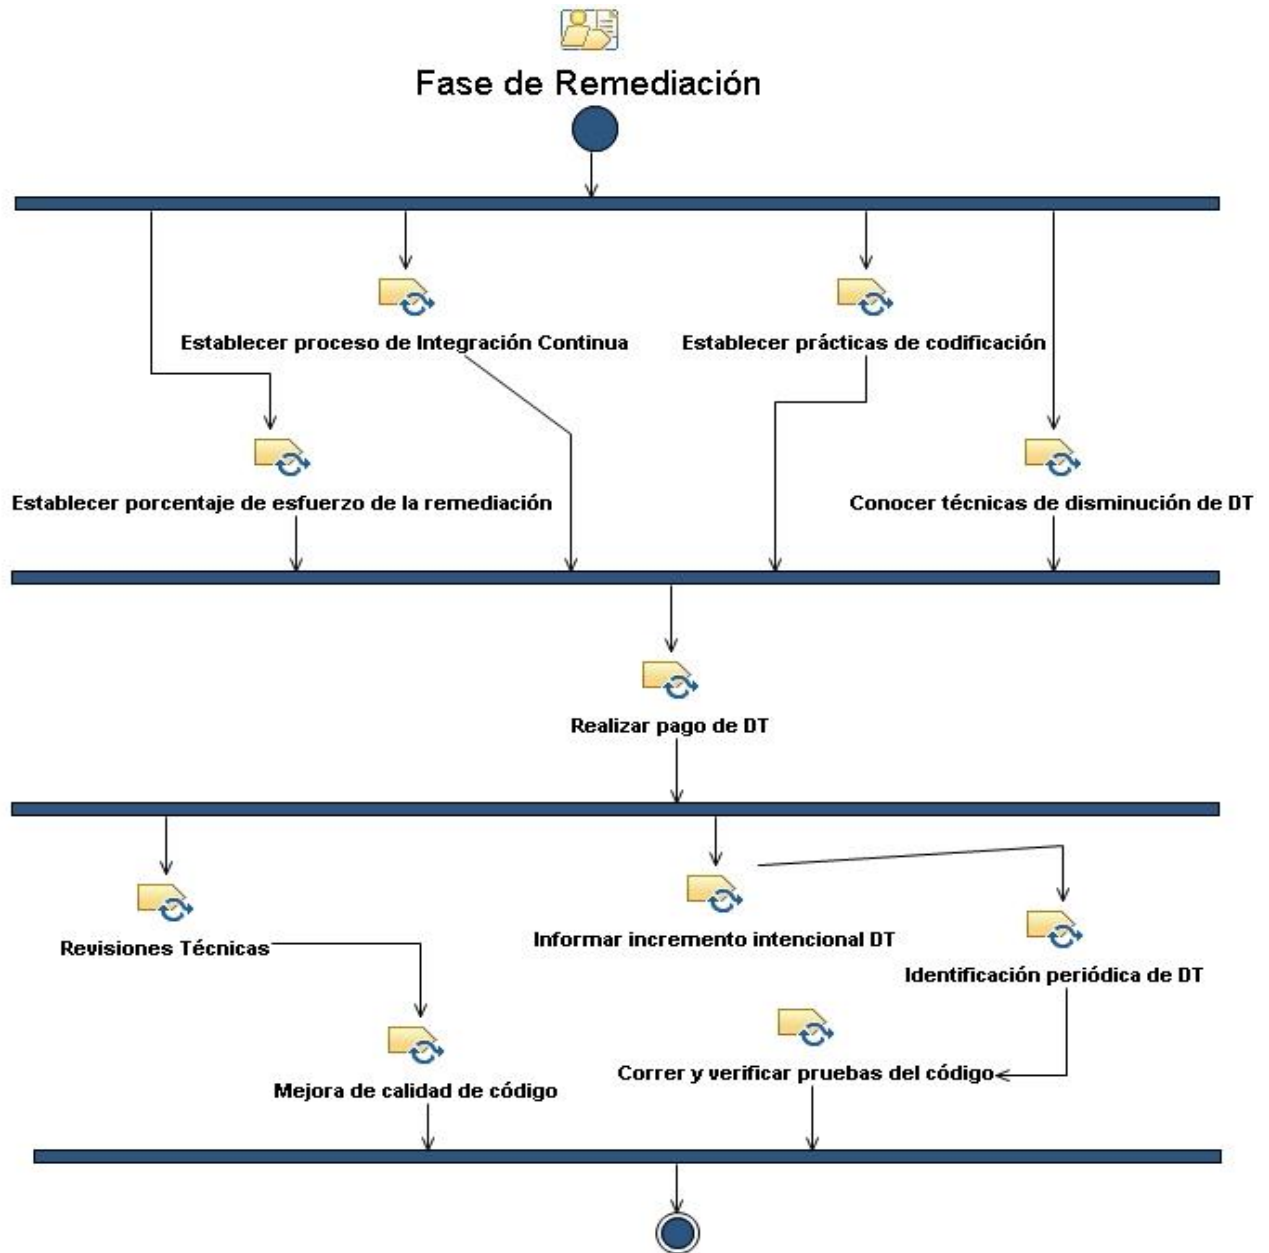 Fase de Remediación
Establecer proceso de Integración Continua
Establecer prácticas de codificación
Establecer porcentaje de esfuerzo de la remediación
Conocer técnicas de disminución de DT
Realizar pago de DT
Informar incremento intencional DT
Revisiones Técnicas
Identificación periódica de DT
Correr y verificar pruebas del código
Mejora de calidad de código